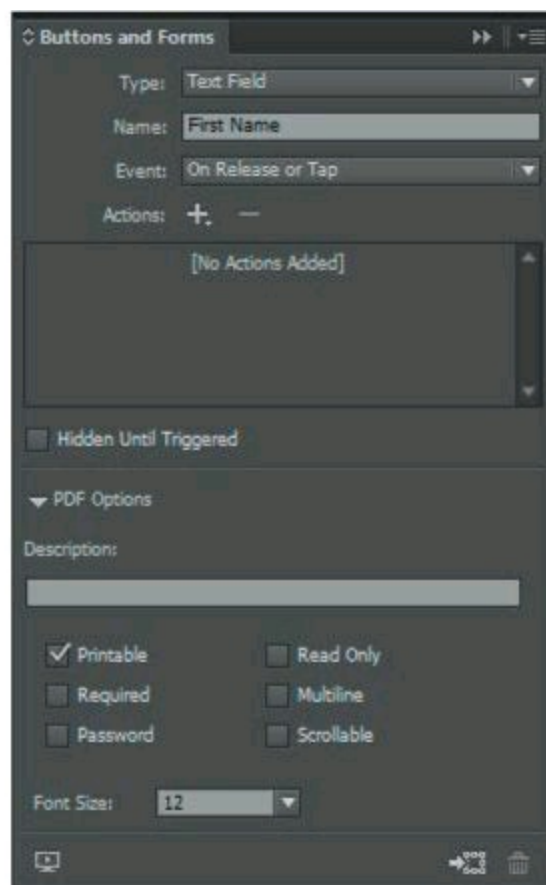 Buttons and Forms
Type: Text Field
Name: First Name
Event: On Release or Tap
Actions:
[No Actions Added]
Hidden Until Triggered
PDF Options
Description:
Printable Read Only
Required Multiline
Password Scrollable
Font Size: 12